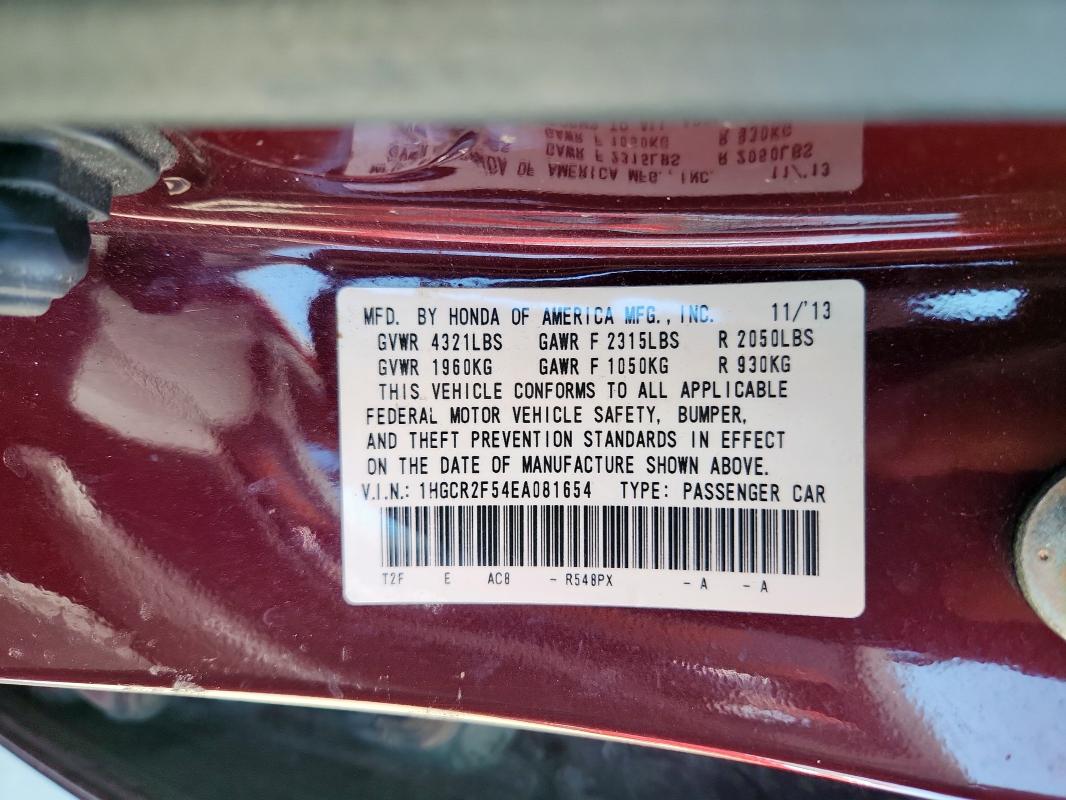 MFD. BY HONDA OF AMERICA MFG., INC. 11/'13
GVWR 4321LBS GAWR F 2315LBS R 2050LBS
GVWR 1960KG GAWR F 1050KG R 930KG
THIS VEHICLE CONFORMS TO ALL APPLICABLE
FEDERAL MOTOR VEHICLE SAFETY, BUMPER,
AND THEFT PREVENTION STANDARDS IN EFFECT
ON THE DATE OF MANUFACTURE SHOWN ABOVE.
V.I.N.: 1HGCR2F54EA081654 TYPE: PASSENGER CAR
T2F E AC8 - R548PX - A - A